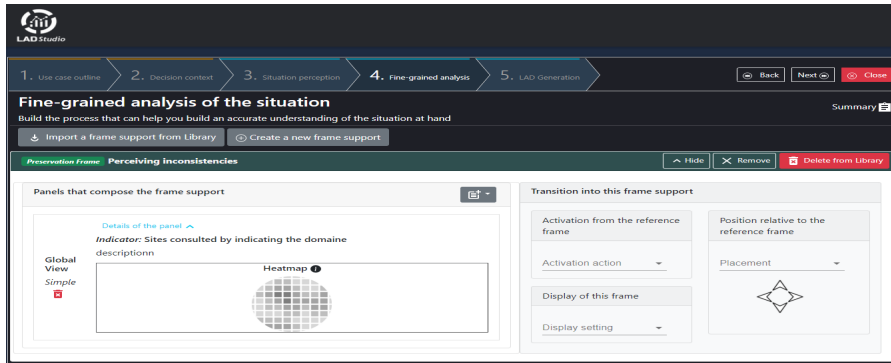 LAD Studio
1. Use case outline
2. Decision context
3. Situation perception
4. Fine-grained analysis
5. LAD Generation
Back
Next
Close
Fine-grained analysis of the situation
Build the process that can help you build an accurate understanding of the situation at hand
Summary
Import a frame support from Library
Create a new frame support
Preservation Frame Perceiving inconsistencies
Hide
Remove
Delete from Library
Panels that compose the frame support
Details of the panel
Indicator: Sites consulted by indicating the domaine
descriptionn
Global
View
Simple
Heatmap
Transition into this frame support
Activation from the reference
frame
Activation action
Position relative to the
reference frame
Placement
Display of this frame
Display setting